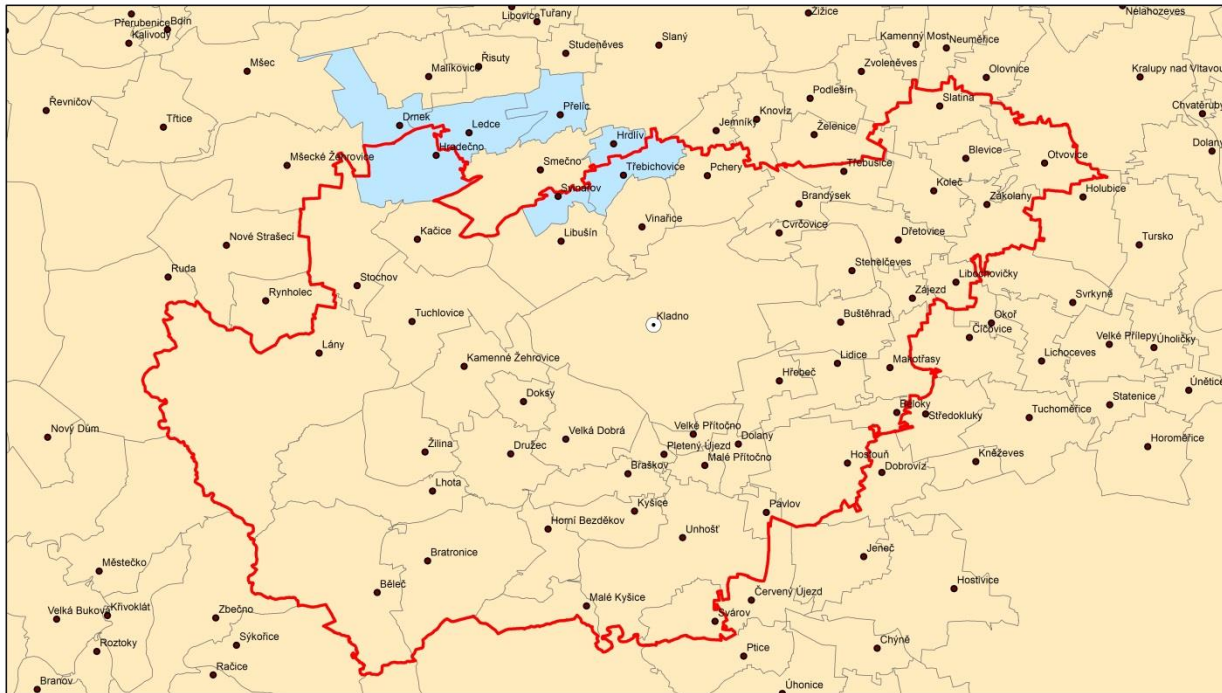 Libovice
Tuřany
Žižice
Nelahozeves
Přerubenice
Bdín
Kalivody
Studeněves
Slaný
Kamenný Most
Neuměřice
Mšec
Malíkovice
Řisuty
Zvoleněves
Olovnice
Kralupy nad Vltavou
Řevničov
Podlešín
Slatina
Chvatěruby
Třtice
Drnek
Ledce
Přelíc
Jemníky
Knovíz
Želenice
Hrdlív
Dolany
Mšecké Žehrovice
Hradečno
Smečno
Třebichovice
Pchery
Třebusice
Blevice
Otvovice
Svinařov
Koleč
Brandýsek
Zákolany
Holubice
Nové Strašecí
Kačice
Libušín
Vinařice
Cvrčovice
Dřetovice
Tursko
Ruda
Stochov
Stehelčeves
Libochovičky
Rynholec
Zájezd
Svrkyně
Tuchlovice
Kladno
Buštěhrad
Okoř
Číčovice
Lány
Kamenné Žehrovice
Lidice
Makotřasy
Lichoceves
Velké Přílepy
Úholičky
Hřebeč
Únětice
Doksy
Běloky
Středokluky
Tuchoměřice
Statenice
Nový Dům
Žilina
Družec
Velká Dobrá
Velké Přítočno
Pletený Újezd
Dolany
Malé Přítočno
Hostouň
Dobrovíz
Kněževes
Horoměřice
Braškov
Lhota
Kyšice
Pavlov
Horní Bezděkov
Unhošť
Bratronice
Jeneč
Městečko
Běleč
Hostivice
Velká Buková
Křivoklát
Zbečno
Malé Kyšice
Červený Újezd
Svárov
Roztoky
Sýkořice
Ptice
Chýně
Račice
Branov
Úhonice